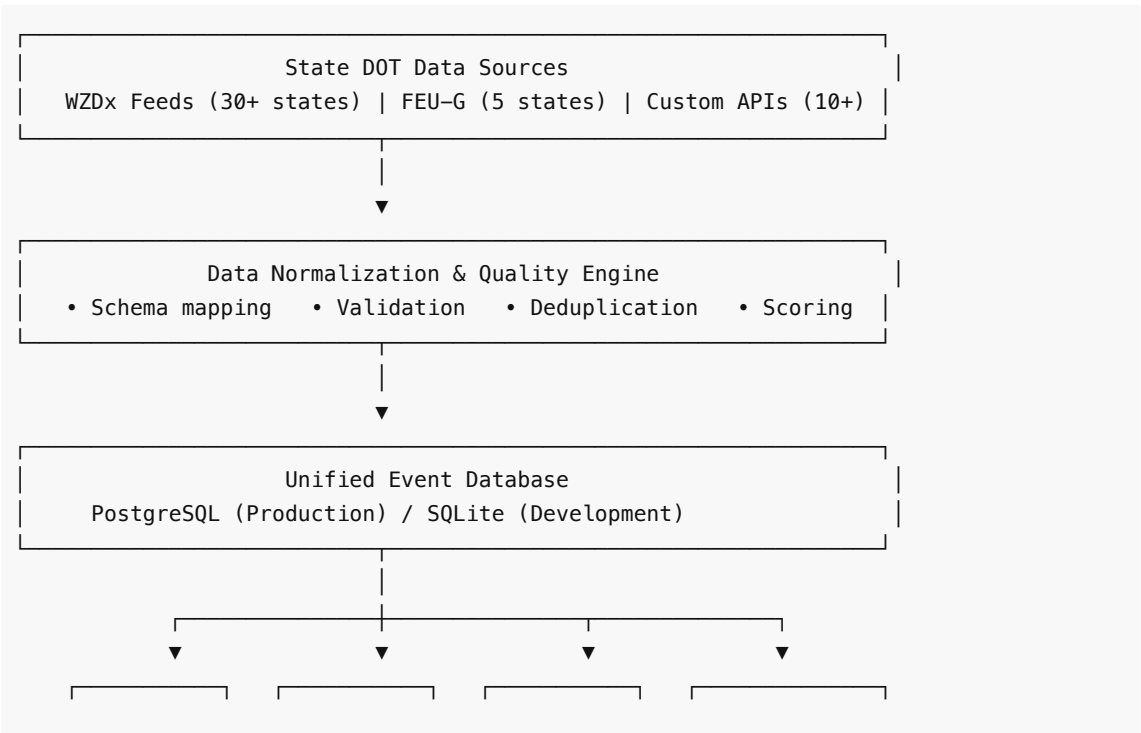 State DOT Data Sources
WZDx Feeds (30+ states) | FEU-G (5 states) | Custom APIs (10+)
Data Normalization & Quality Engine
• Schema mapping • Validation • Deduplication • Scoring
Unified Event Database
PostgreSQL (Production) / SQLite (Development)